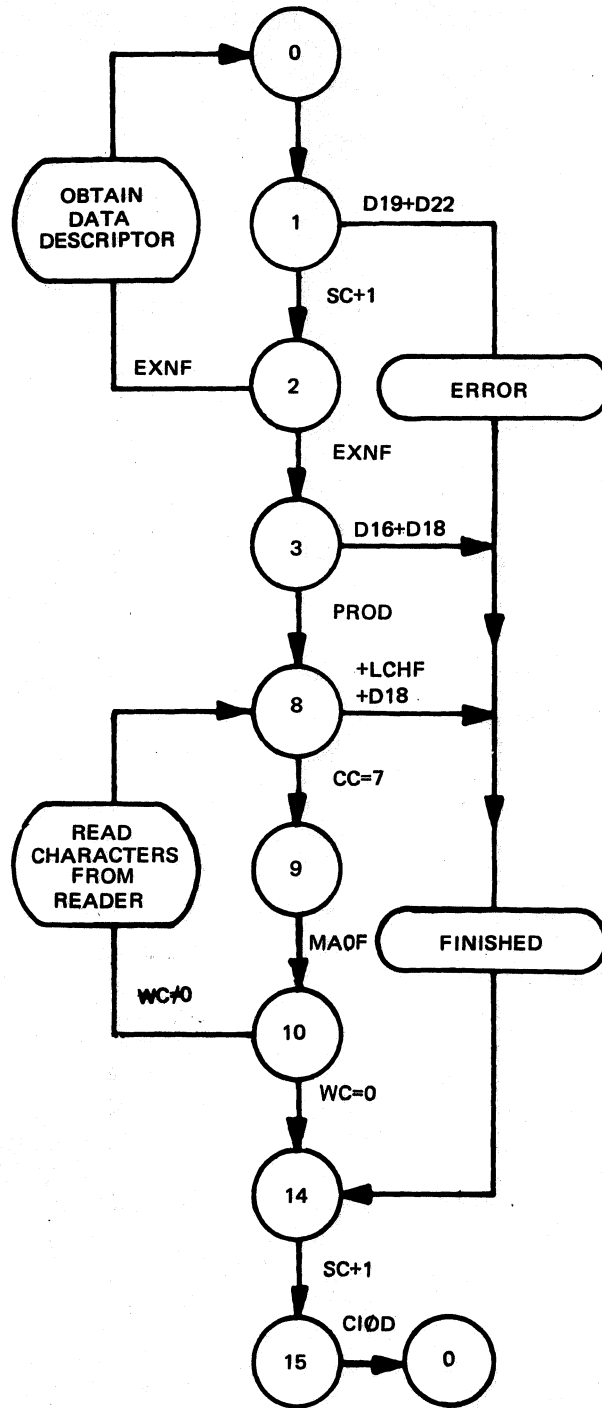 0
OBTAIN
DATA
DESCRIPTOR
1
D19+D22
SC+1
EXNF
2
ERROR
EXNF
3
D16+D18
PROD
+LCHF
+D18
8
CC=7
READ
CHARACTERS
FROM
READER
9
MA0F
FINISHED
WC≠0
10
WC=0
14
SC+1
CIØD
15
0